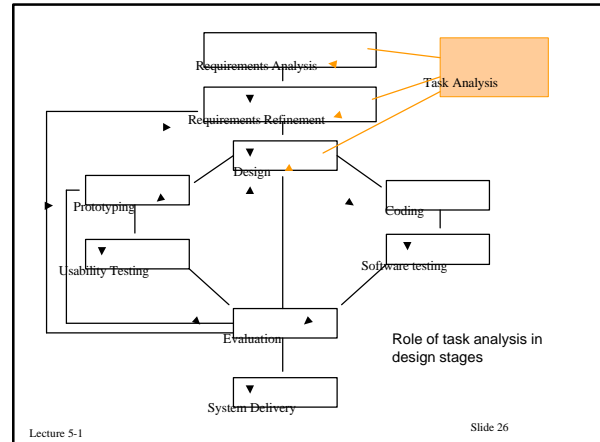 Requirements Analysis
Task Analysis
Requirements Refinement
Design
Prototyping
Coding
Usability Testing
Software testing
Evaluation
Role of task analysis in
design stages
System Delivery
Lecture 5-1
Slide 26